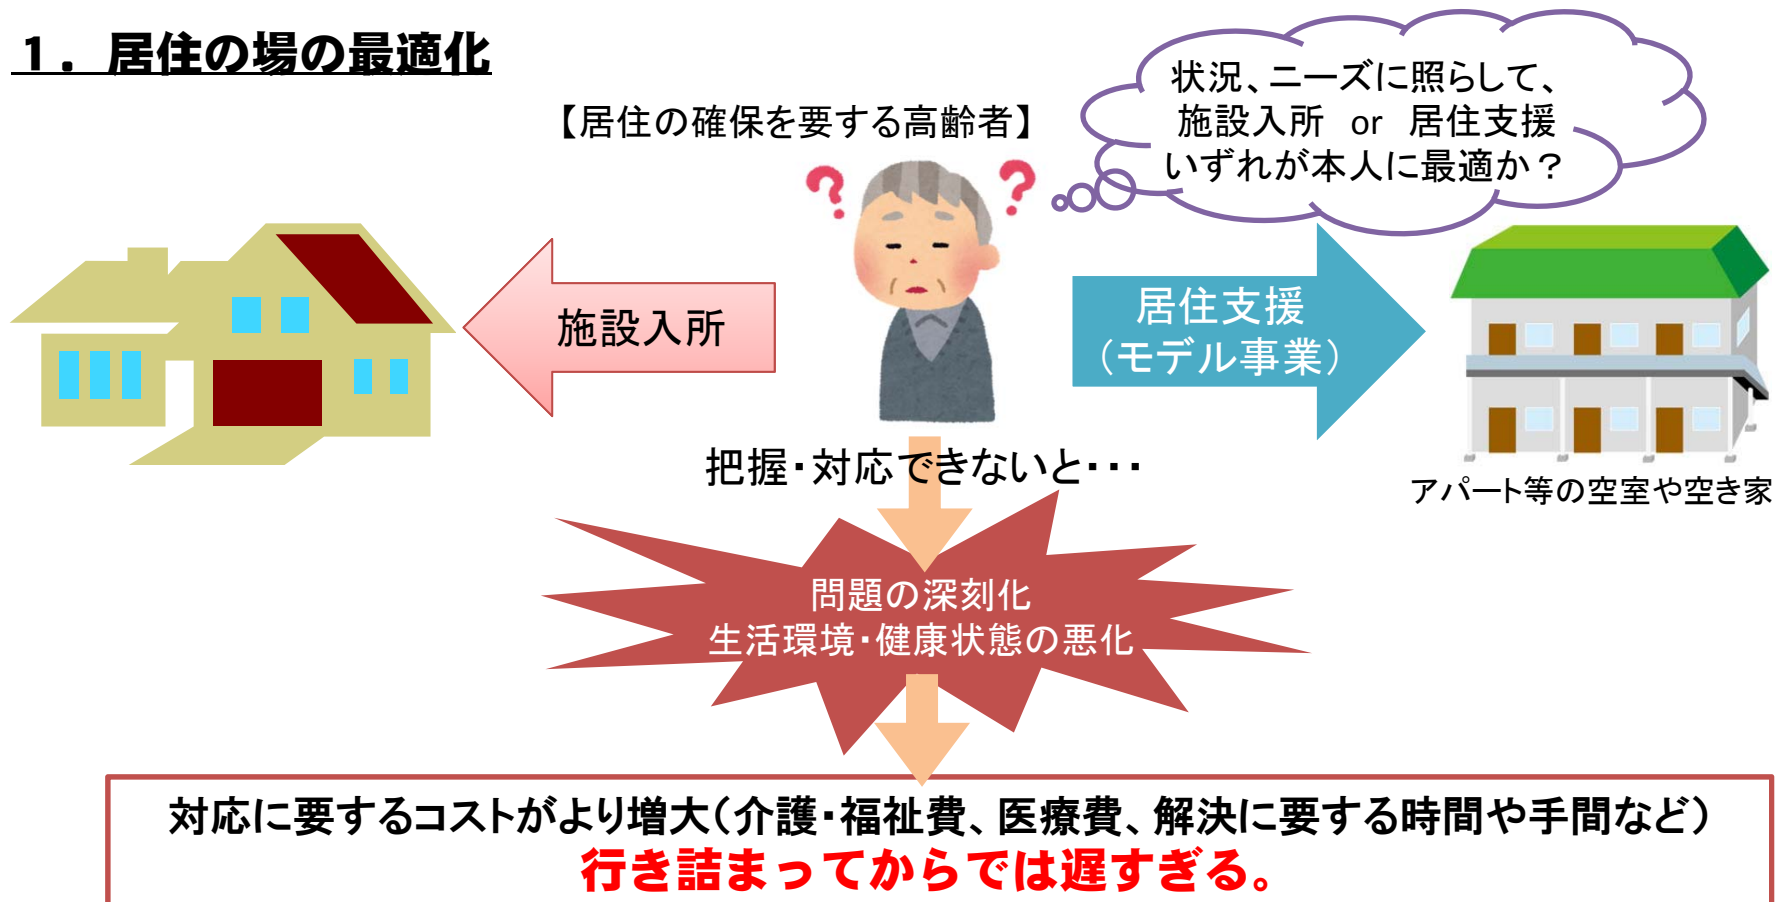 １．居住の場の最適化
【居住の確保を要する高齢者】
状況、ニーズに照らして、
施設入所 or 居住支援
いずれが本人に最適か？
？
？
施設入所
居住支援
（モデル事業）
アパート等の空室や空き家
把握・対応できないと・・・
問題の深刻化
生活環境・健康状態の悪化
対応に要するコストがより増大（介護・福祉費、医療費、解決に要する時間や手間など）
行き詰まってからでは遅すぎる。